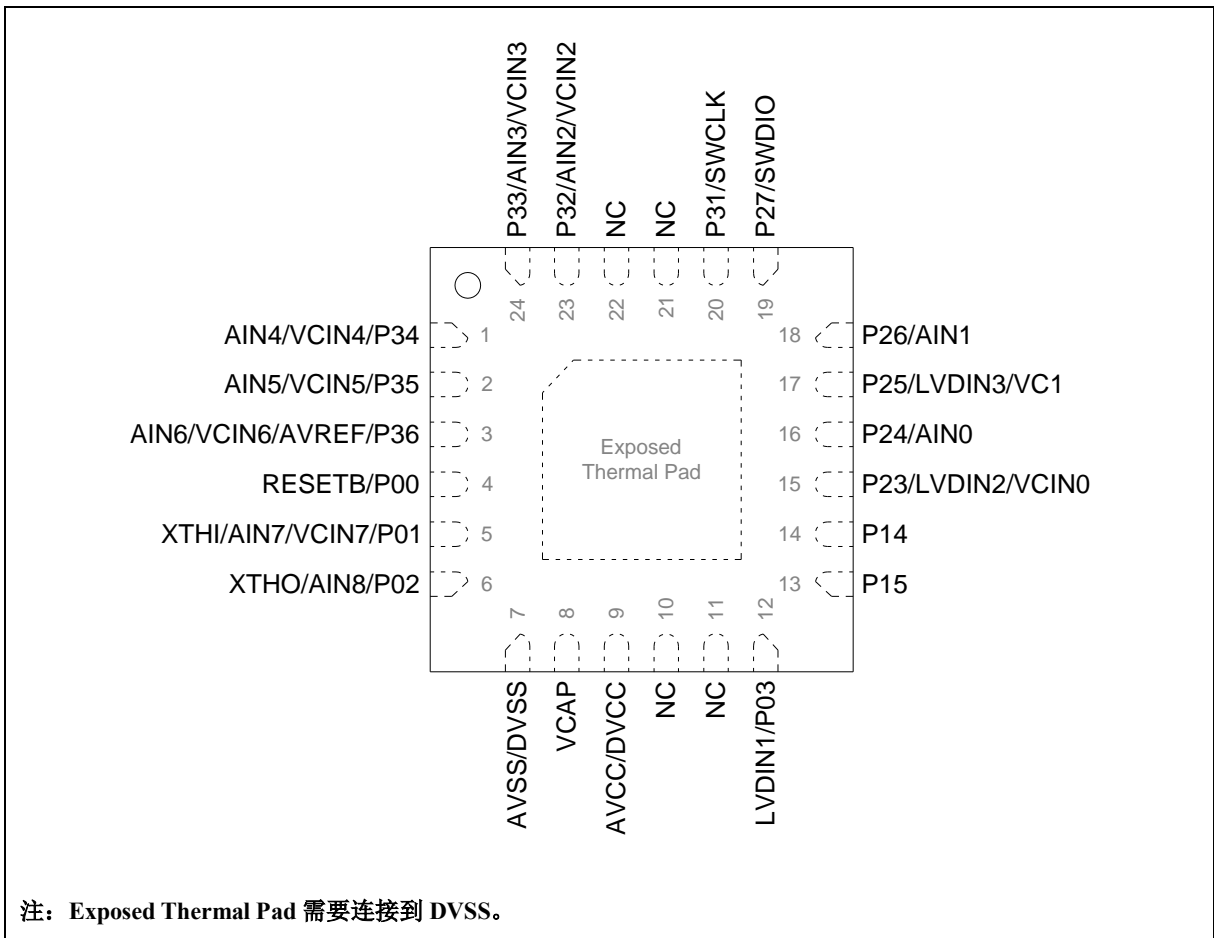 P33/AIN3/VCIN3
P32/AIN2/VCIN2
NC
NC
P31/SWCLK
P27/SWDIO
24
23
22
21
20
19
AIN4/VCIN4/P34
1
18
P26/AIN1
AIN5/VCIN5/P35
2
17
P25/LVDIN3/VC1
AIN6/VCIN6/AVREF/P36
3
16
P24/AIN0
Exposed
Thermal Pad
RESETB/P00
4
15
P23/LVDIN2/VCIN0
XTHI/AIN7/VCIN7/P01
5
14
P14
XTHO/AIN8/P02
6
13
P15
7
8
9
10
11
12
AVSS/DVSS
VCAP
AVCC/DVCC
NC
NC
LVDIN1/P03
注：Exposed Thermal Pad 需要连接到 DVSS。